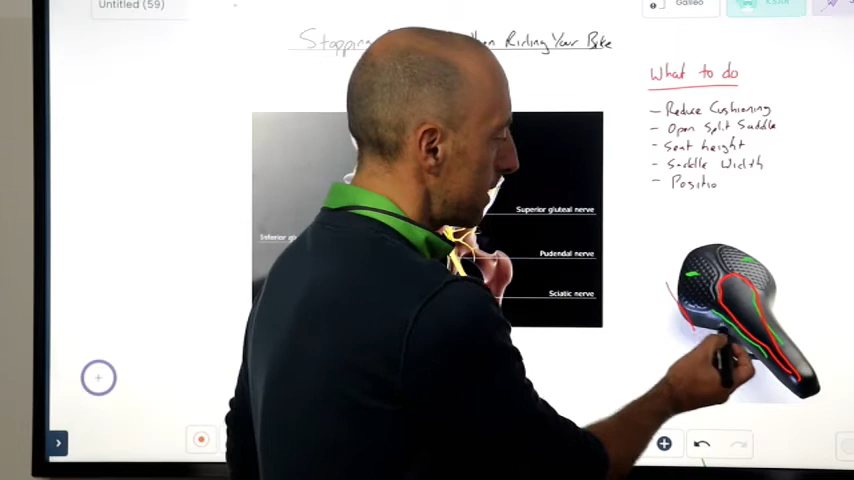 Untitled (59)
Galileo
Stopping When Riding Your Bike
What to do
- Reduce Cushioning
- Open Split Saddle
- Seat height
- Saddle Width
- Positio
Superior gluteal nerve
Inferior
Pudendal nerve
Sciatic nerve